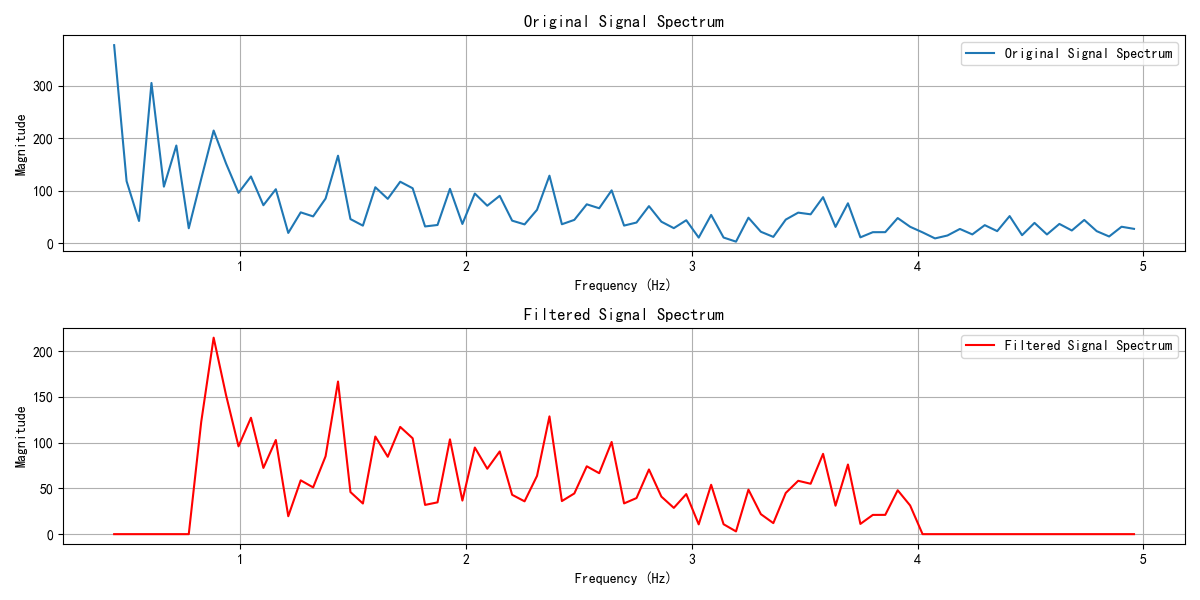 Original Signal Spectrum
Original Signal Spectrum
300
200
100
0
Magnitude
1 2 3 4 5
Frequency (Hz)
Filtered Signal Spectrum
Filtered Signal Spectrum
200
150
100
50
0
Magnitude
1 2 3 4 5
Frequency (Hz)